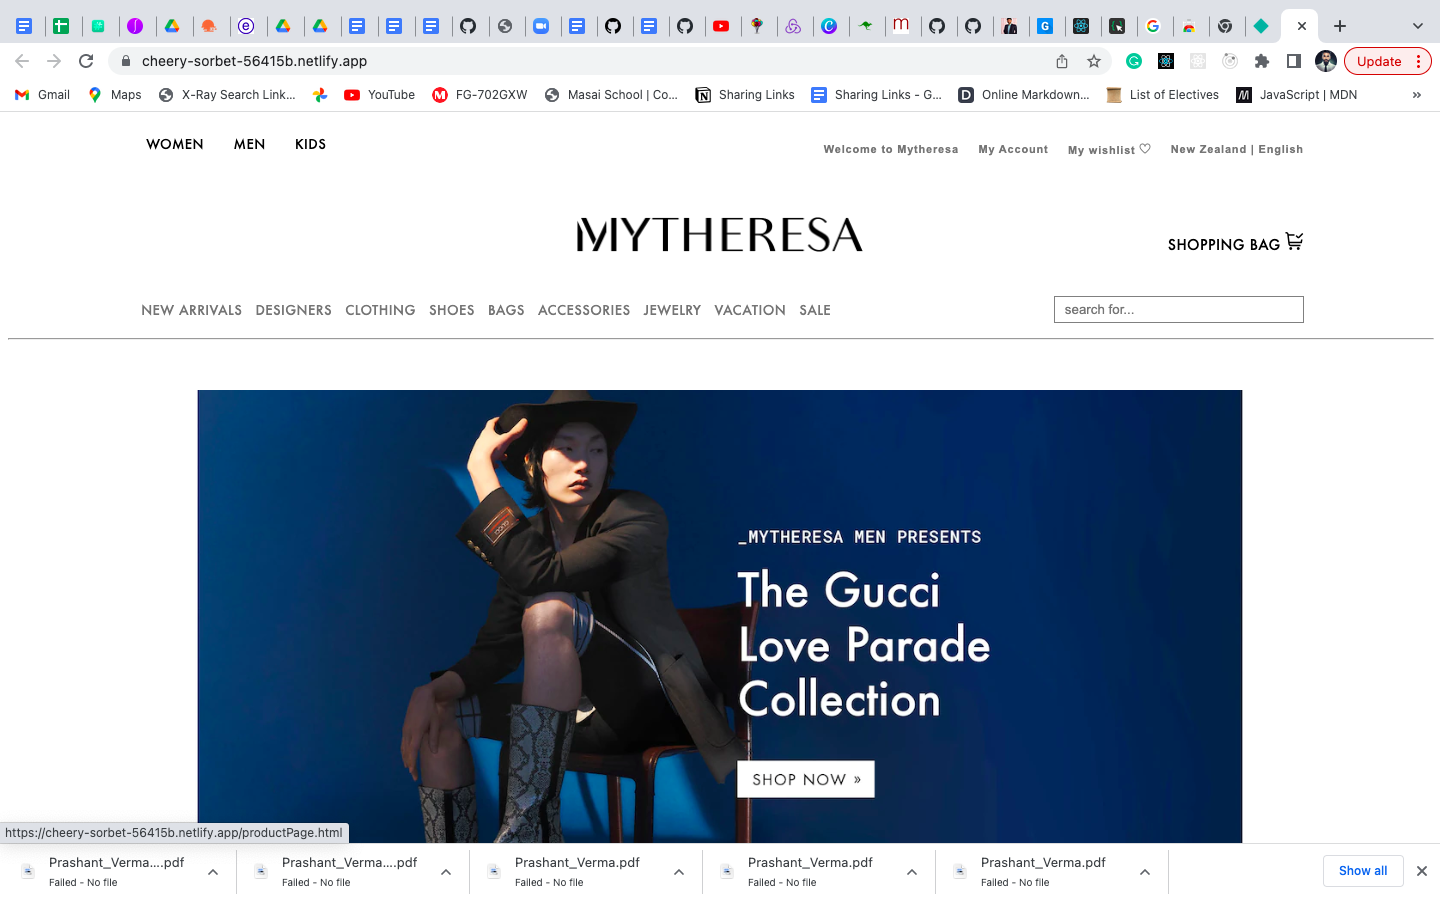 cheery-sorbet-56415b.netlify.app
Update
Gmail
Maps
X-Ray Search Link...
YouTube
FG-702GXW
Masai School | Co...
Sharing Links
Sharing Links - G...
Online Markdown...
List of Electives
JavaScript | MDN
»
WOMEN MEN KIDS
Welcome to Mytheresa My Account My wishlist ♡ New Zealand | English
MYTHERESA
SHOPPING BAG
NEW ARRIVALS DESIGNERS CLOTHING SHOES BAGS ACCESSORIES JEWELRY VACATION SALE
search for...
_MYTHERESA MEN PRESENTS
The Gucci
Love Parade
Collection
SHOP NOW »
https://cheery-sorbet-56415b.netlify.app/productPage.html
Prashant_Verma....pdf
Failed - No file
Prashant_Verma....pdf
Failed - No file
Prashant_Verma.pdf
Failed - No file
Prashant_Verma.pdf
Failed - No file
Prashant_Verma.pdf
Failed - No file
Show all